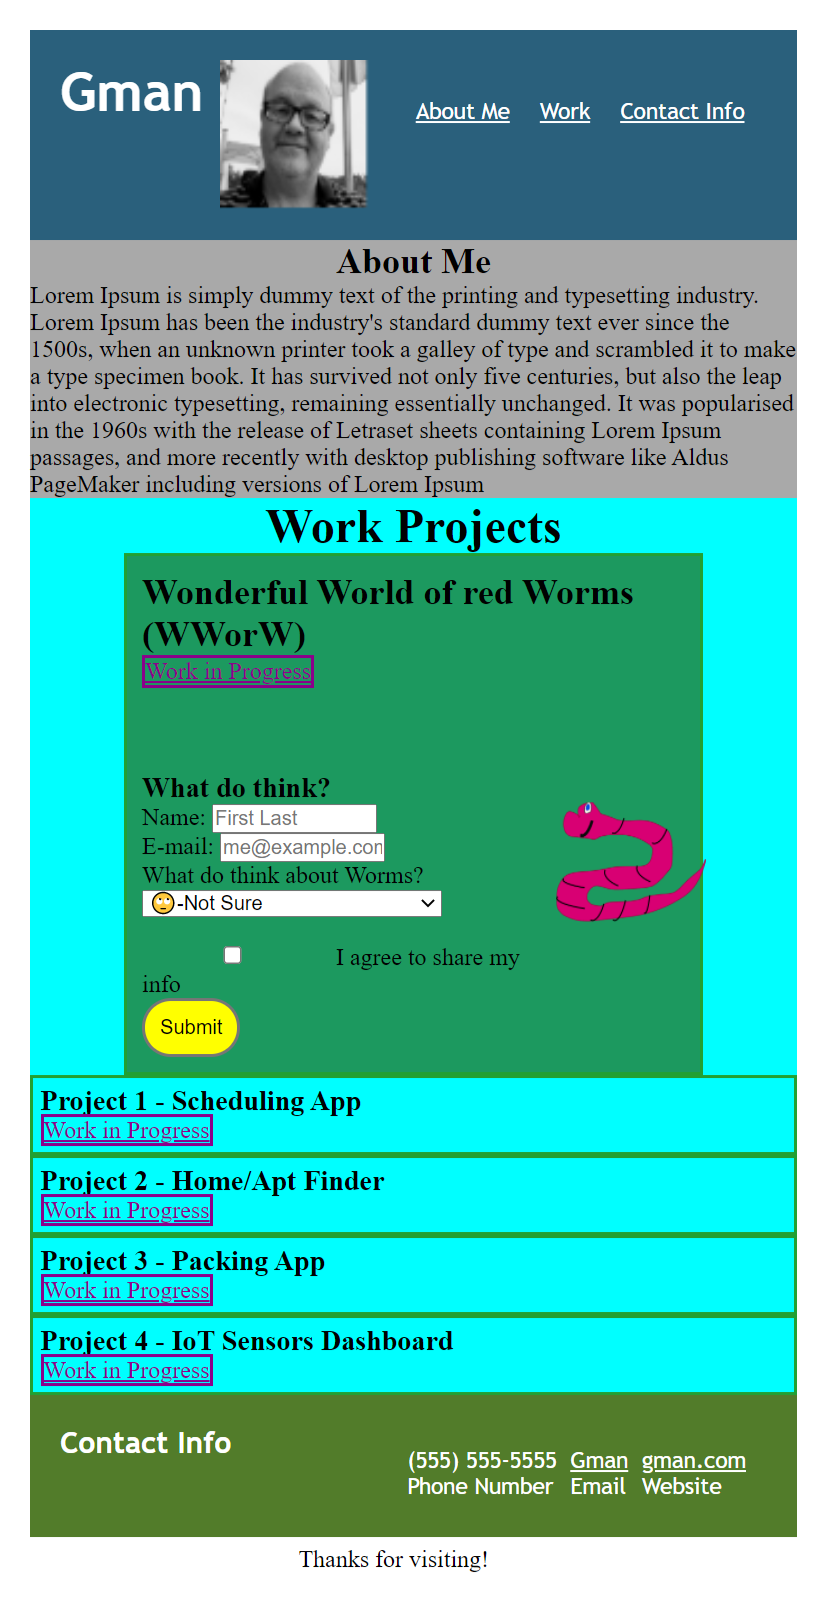 Gman
About Me Work Contact Info
About Me
Lorem Ipsum is simply dummy text of the printing and typesetting industry.
Lorem Ipsum has been the industry's standard dummy text ever since the
1500s, when an unknown printer took a galley of type and scrambled it to make
a type specimen book. It has survived not only five centuries, but also the leap
into electronic typesetting, remaining essentially unchanged. It was popularised
in the 1960s with the release of Letraset sheets containing Lorem Ipsum
passages, and more recently with desktop publishing software like Aldus
PageMaker including versions of Lorem Ipsum
Work Projects
Wonderful World of red Worms
(WWorW)
Work in Progress
What do think?
Name: First Last
E-mail: me@example.com
What do think about Worms?
🙄-Not Sure
I agree to share my
info
Submit
Project 1 - Scheduling App
Work in Progress
Project 2 - Home/Apt Finder
Work in Progress
Project 3 - Packing App
Work in Progress
Project 4 - IoT Sensors Dashboard
Work in Progress
Contact Info
(555) 555-5555 Gman gman.com
Phone Number Email Website
Thanks for visiting!